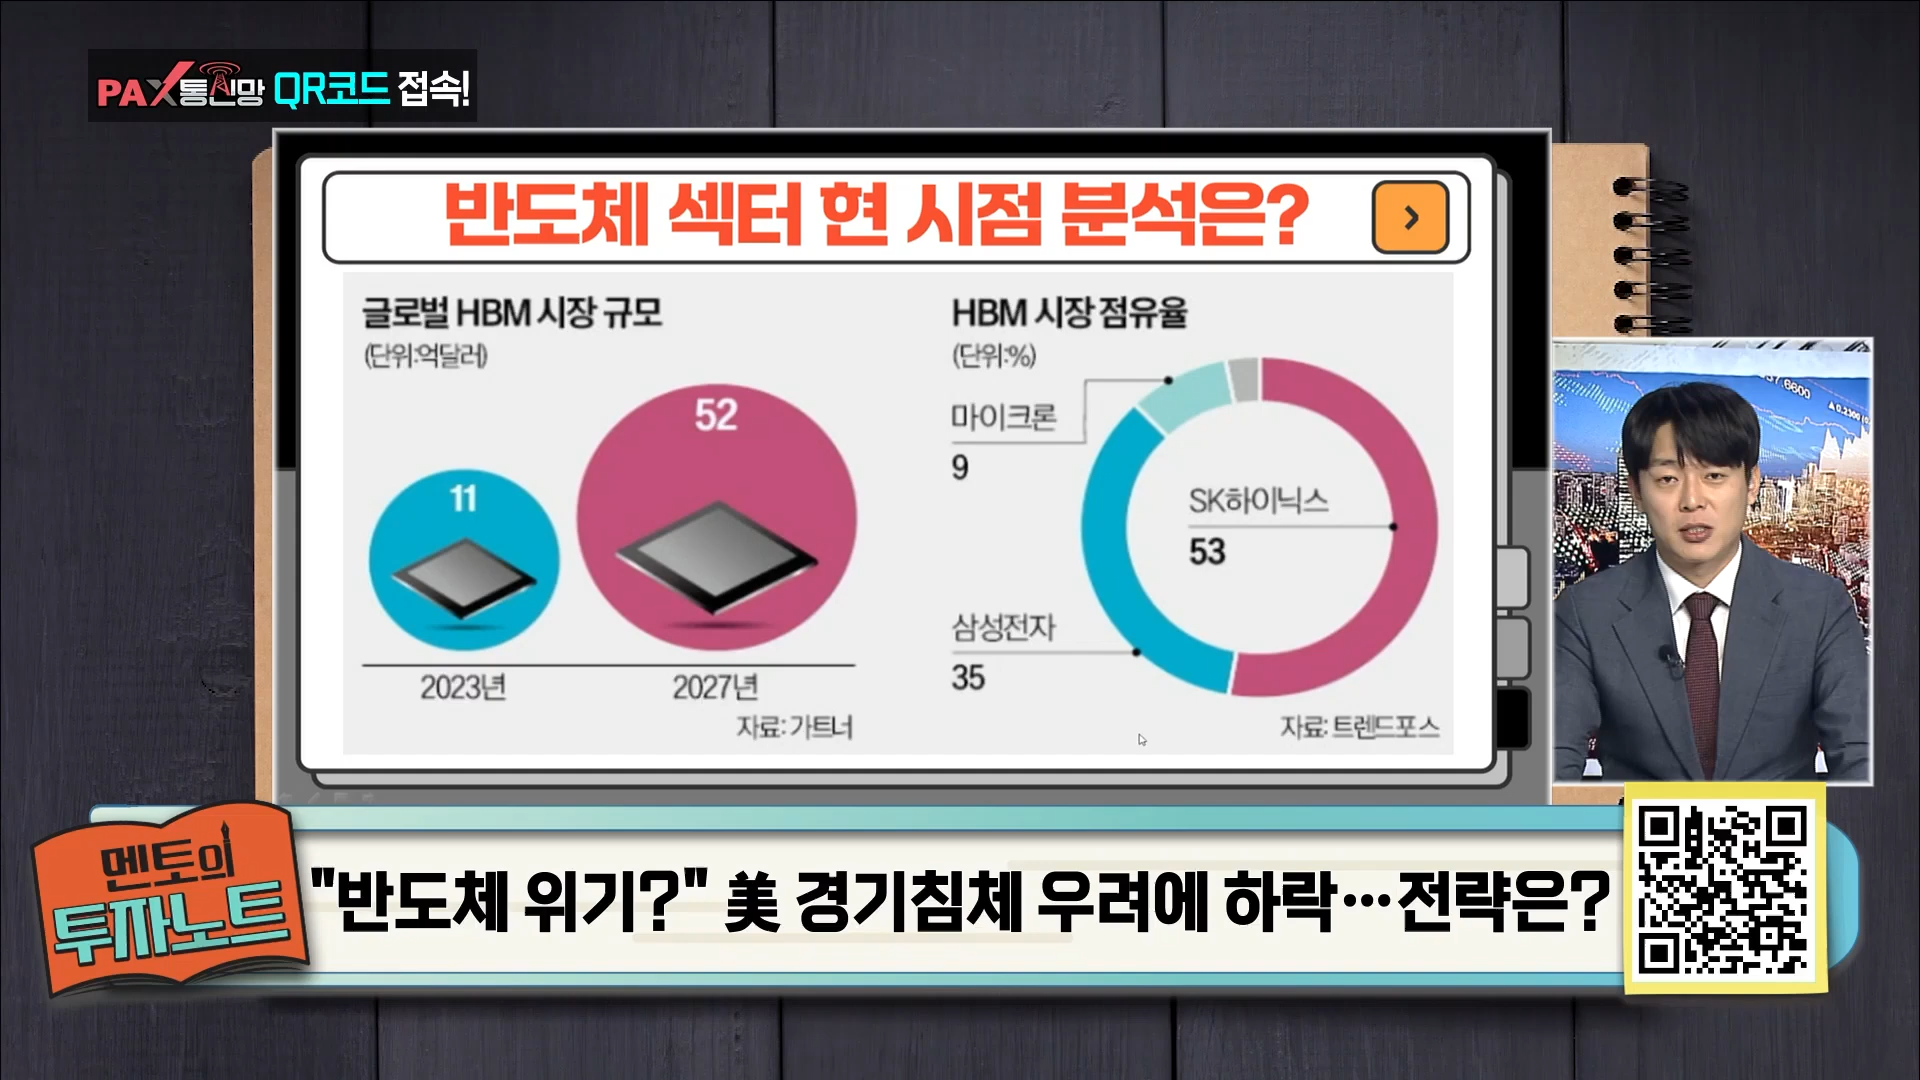 PAX통신망 QR코드 접속!
반도체 섹터 현 시점 분석은?
글로벌 HBM 시장 규모
(단위:억달러)
11
52
2023년
2027년
자료: 가트너
HBM 시장 점유율
(단위:%)
마이크론
9
SK하이닉스
53
삼성전자
35
자료: 트렌드포스
37.6600
▲0.2300
멘토의
투자노트
"반도체 위기?" 美 경기침체 우려에 하락…전략은?